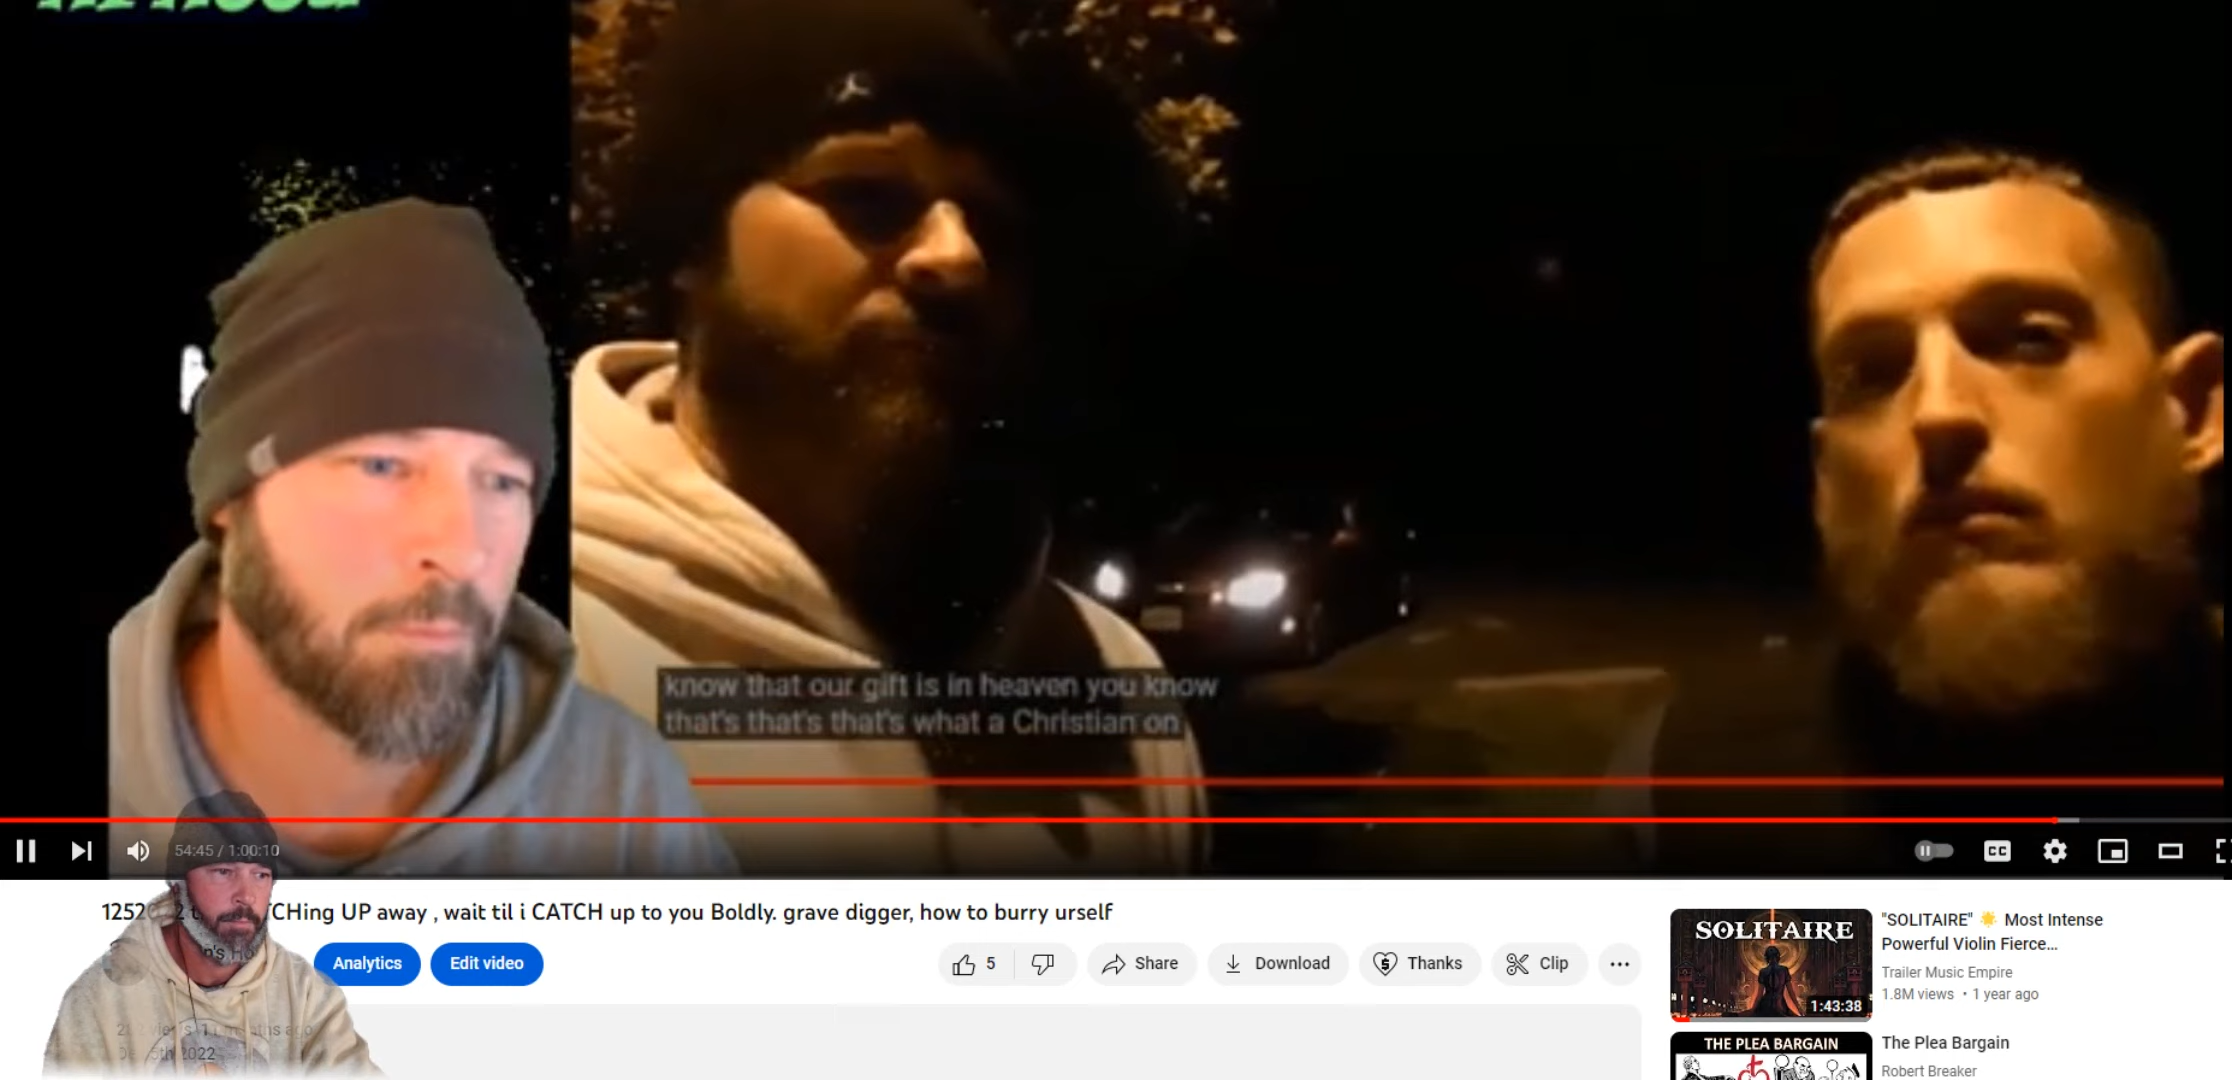 know that our gift is in heaven you know
that's that's that's what a Christian on
54:45 / 1:00:10
CC
CHing UP away , wait til i CATCH up to you Boldly. grave digger, how to burry urself
Analytics
Edit video
5
Share
Download
Thanks
Clip
2022
SOLITAIRE
1:43:38
"SOLITAIRE" 🌟 Most Intense
Powerful Violin Fierce...
Trailer Music Empire
1.8M views • 1 year ago
THE PLEA BARGAIN
The Plea Bargain
Robert Breaker